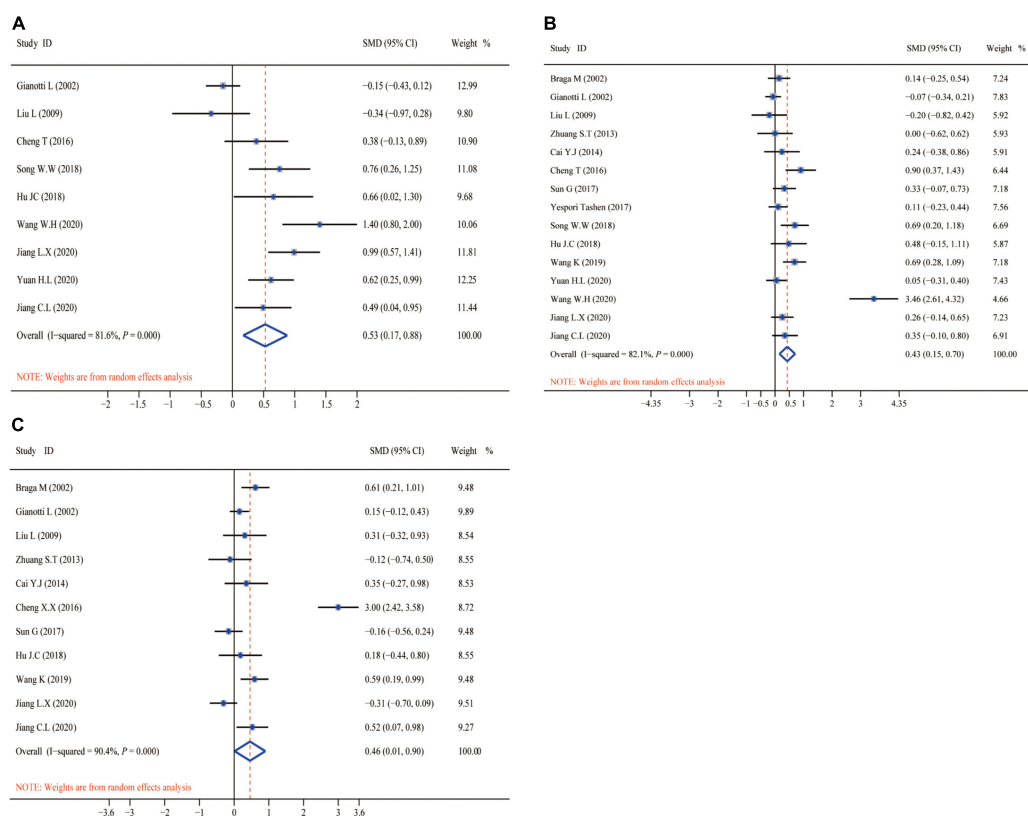 A
Study ID SMD (95% CI) Weight %
Gianotti L (2002) −0.15 (−0.43, 0.12) 12.99
Liu L (2009) −0.34 (−0.97, 0.28) 9.80
Cheng T (2016) 0.38 (−0.13, 0.89) 10.90
Song W.W (2018) 0.76 (0.26, 1.25) 11.08
Hu JC (2018) 0.66 (0.02, 1.30) 9.68
Wang W.H (2020) 1.40 (0.80, 2.00) 10.06
Jiang L.X (2020) 0.99 (0.57, 1.41) 11.81
Yuan H.L (2020) 0.62 (0.25, 0.99) 12.25
Jiang C.L (2020) 0.49 (0.04, 0.95) 11.44
Overall (I−squared = 81.6%, P = 0.000) 0.53 (0.17, 0.88) 100.00
NOTE: Weights are from random effects analysis
−2 −1.5 −1 −0.5 0 0.5 1 1.5 2
B
Study ID SMD (95% CI) Weight %
Braga M (2002) 0.14 (−0.25, 0.54) 7.24
Gianotti L (2002) −0.07 (−0.34, 0.21) 7.83
Liu L (2009) −0.20 (−0.82, 0.42) 5.92
Zhuang S.T (2013) 0.00 (−0.62, 0.62) 5.94
Cai Y.J (2014) 0.24 (−0.38, 0.86) 5.91
Cheng T (2016) 0.90 (0.37, 1.43) 6.44
Sun G (2017) 0.33 (−0.07, 0.73) 7.18
Yespori Tashen (2017) 0.11 (−0.23, 0.44) 7.56
Song W.W (2018) 0.69 (0.20, 1.18) 6.69
Hu J.C (2018) 0.48 (−0.15, 1.11) 5.87
Wang K (2019) 0.69 (0.28, 1.09) 7.18
Yuan H.L (2020) 0.05 (−0.31, 0.40) 7.43
Wang W.H (2020) 3.46 (2.61, 4.32) 4.66
Jiang L.X (2020) 0.26 (−0.14, 0.65) 7.23
Jiang C.L (2020) 0.35 (−0.10, 0.80) 6.91
Overall (I−squared = 82.1%, P = 0.000) 0.43 (0.15, 0.70) 100.00
NOTE: Weights are from random effects analysis
−4.35 −3 −2 −1 −0.5 0 0.5 1 2 3 4.35
C
Study ID SMD (95% CI) Weight %
Braga M (2002) 0.61 (0.21, 1.01) 9.48
Gianotti L (2002) 0.15 (−0.12, 0.43) 9.89
Liu L (2009) 0.31 (−0.32, 0.93) 8.54
Zhuang S.T (2013) −0.12 (−0.74, 0.50) 8.55
Cai Y.J (2014) 0.35 (−0.27, 0.98) 8.53
Cheng X.X (2016) 3.00 (2.42, 3.58) 8.72
Sun G (2017) −0.16 (−0.56, 0.24) 9.48
Hu J.C (2018) 0.18 (−0.44, 0.80) 8.55
Wang K (2019) 0.59 (0.19, 0.99) 9.48
Jiang L.X (2020) −0.31 (−0.70, 0.09) 9.51
Jiang C.L (2020) 0.52 (0.07, 0.98) 9.27
Overall (I−squared = 90.4%, P = 0.000) 0.46 (0.01, 0.90) 100.00
NOTE: Weights are from random effects analysis
−3.6 −3 −2 −1 0 1 2 3 3.6